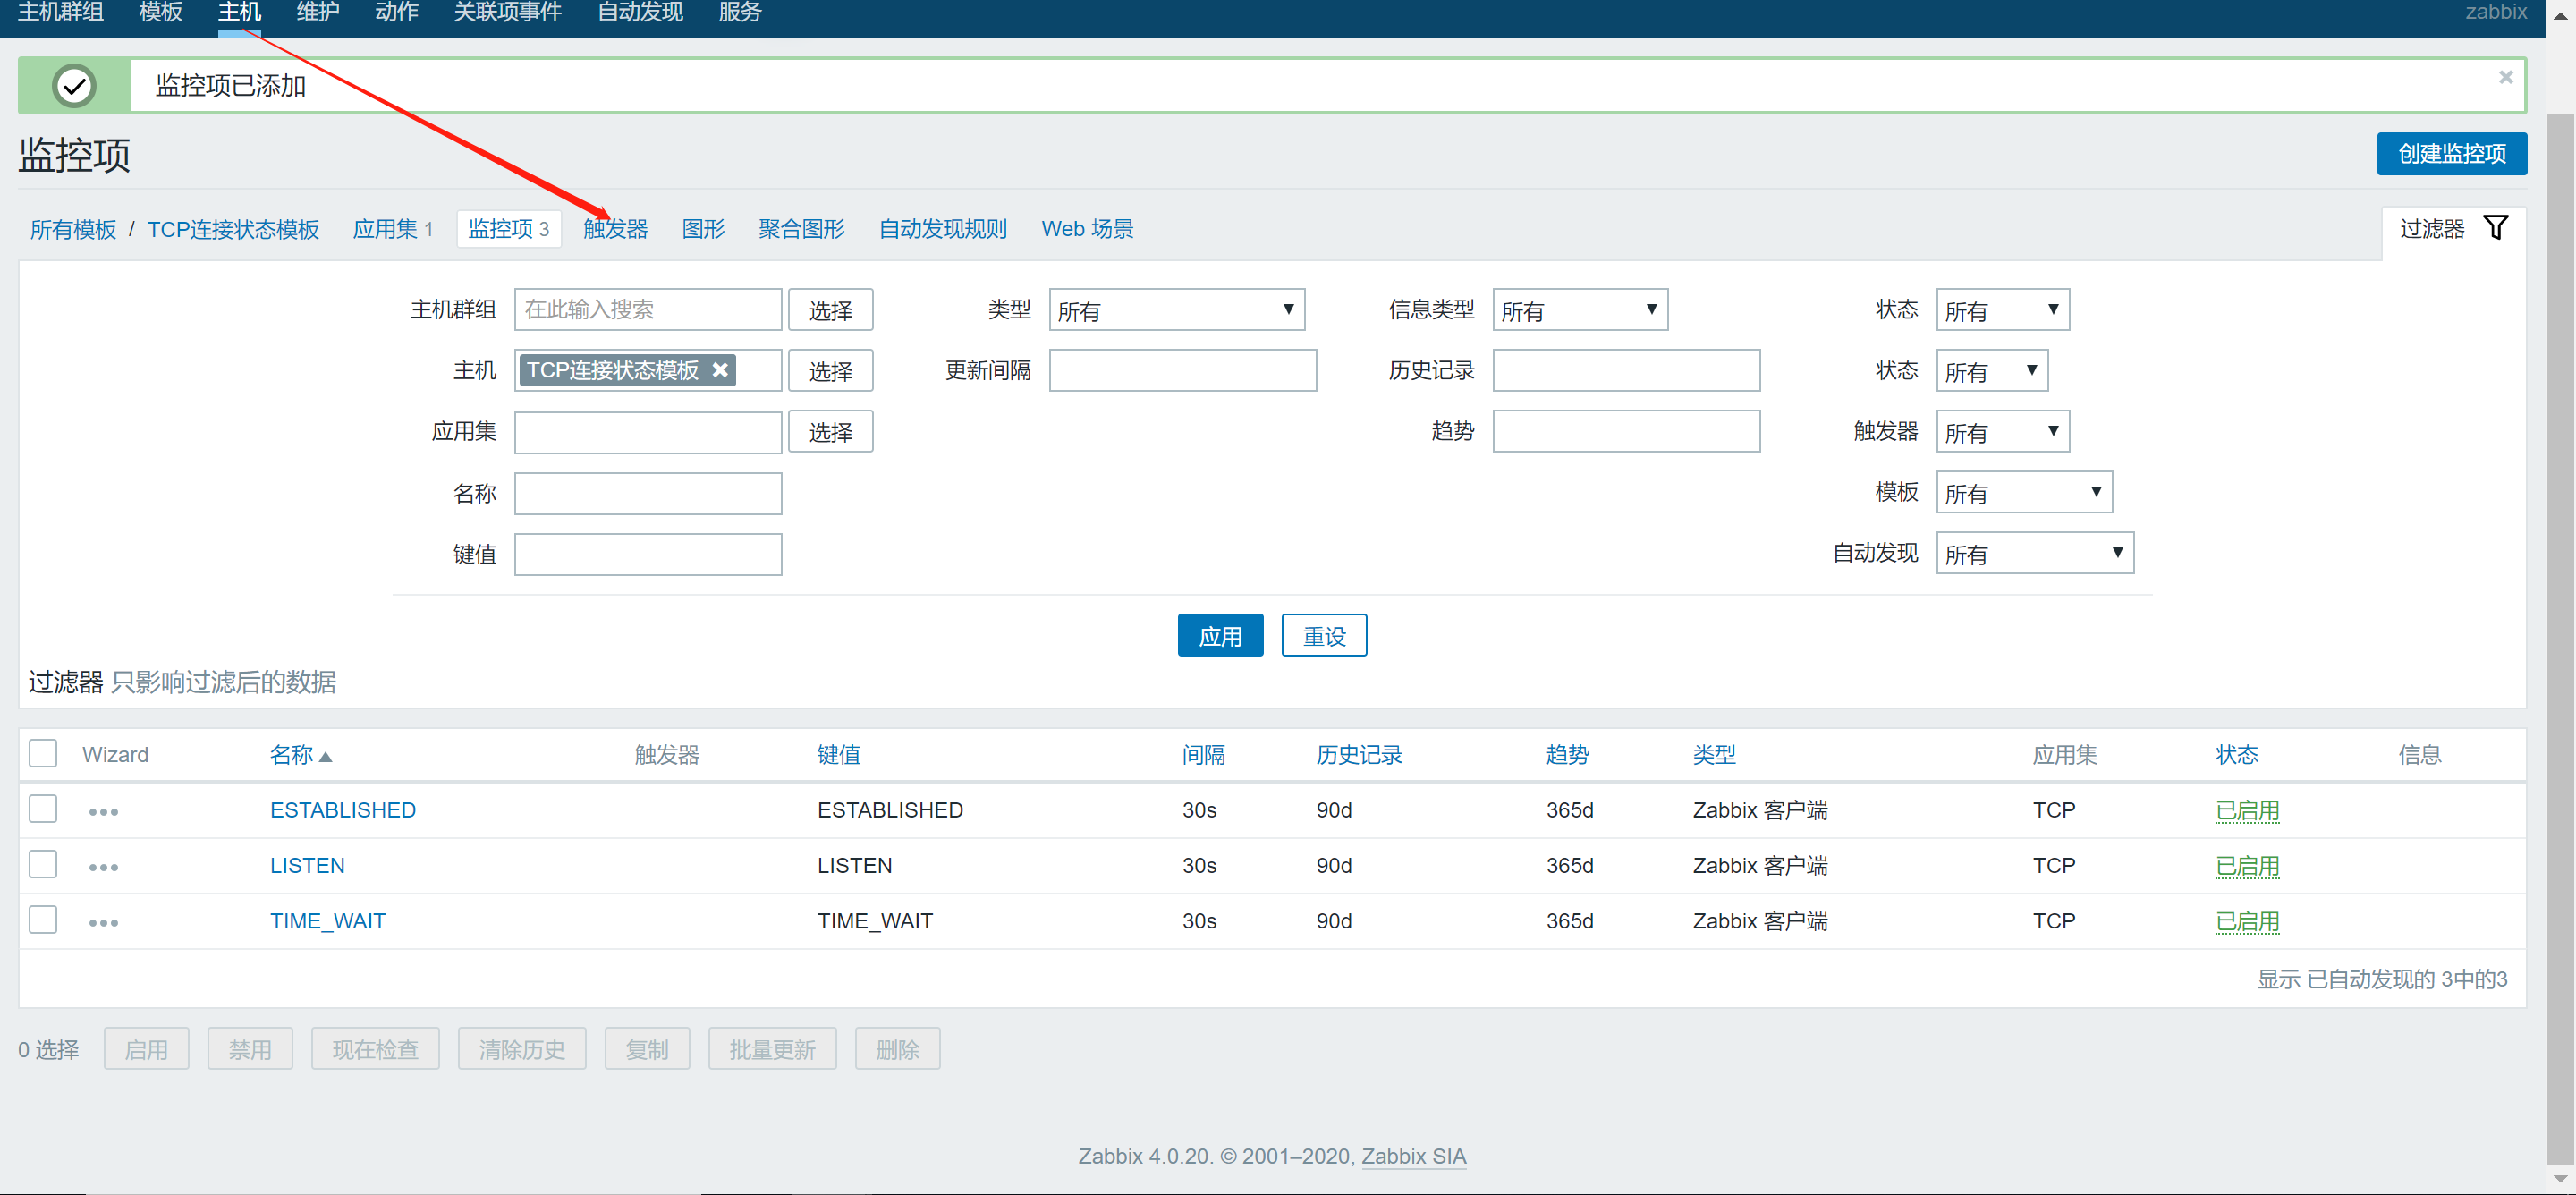 主机群组 模板 主机 维护 动作 关联项事件 自动发现 服务 zabbix
监控项已添加
监控项 创建监控项
所有模板 / TCP连接状态模板 应用集 1 监控项 3 触发器 图形 聚合图形 自动发现规则 Web 场景 过滤器
主机群组 在此输入搜索 选择 类型 所有 信息类型 所有 状态 所有
主机 TCP连接状态模板 选择 更新间隔 历史记录 状态 所有
应用集 选择 趋势 触发器 所有
名称 模板 所有
键值 自动发现 所有
应用 重设
过滤器 只影响过滤后的数据
Wizard 名称 触发器 键值 间隔 历史记录 趋势 类型 应用集 状态 信息
ESTABLISHED ESTABLISHED 30s 90d 365d Zabbix 客户端 TCP 已启用
LISTEN LISTEN 30s 90d 365d Zabbix 客户端 TCP 已启用
TIME_WAIT TIME_WAIT 30s 90d 365d Zabbix 客户端 TCP 已启用
显示 已自动发现的 3中的3
0 选择 启用 禁用 现在检查 清除历史 复制 批量更新 删除
Zabbix 4.0.20. © 2001–2020, Zabbix SIA